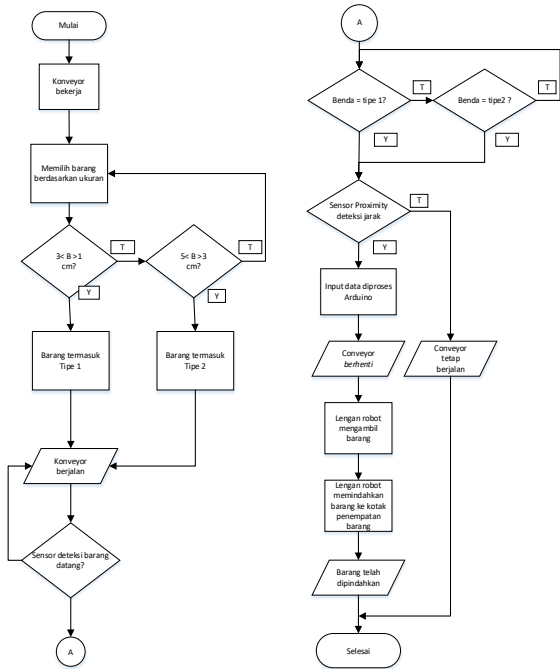 Mulai
Konveyor
bekerja
Memilih barang
berdasarkan ukuran
3< B >1
cm?
T
5< B >3
cm?
T
Y
Y
Barang termasuk
Tipe 1
Barang termasuk
Tipe 2
Konveyor
berjalan
Sensor deteksi barang
datang?
A
A
Benda = tipe 1?
T
Benda = tipe2 ?
T
Y
Y
Sensor Proximity
deteksi jarak
T
Y
Input data diproses
Arduino
Conveyor
berhenti
Conveyor
tetap
berjalan
Lengan robot
mengambil
barang
Lengan robot
memindahkan
barang ke kotak
penempatan
barang
Barang telah
dipindahkan
Selesai